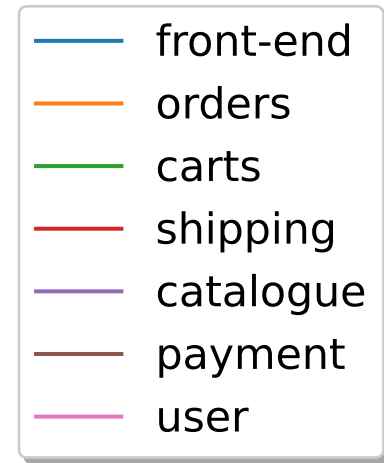 front-end
orders
carts
shipping
catalogue
payment
user